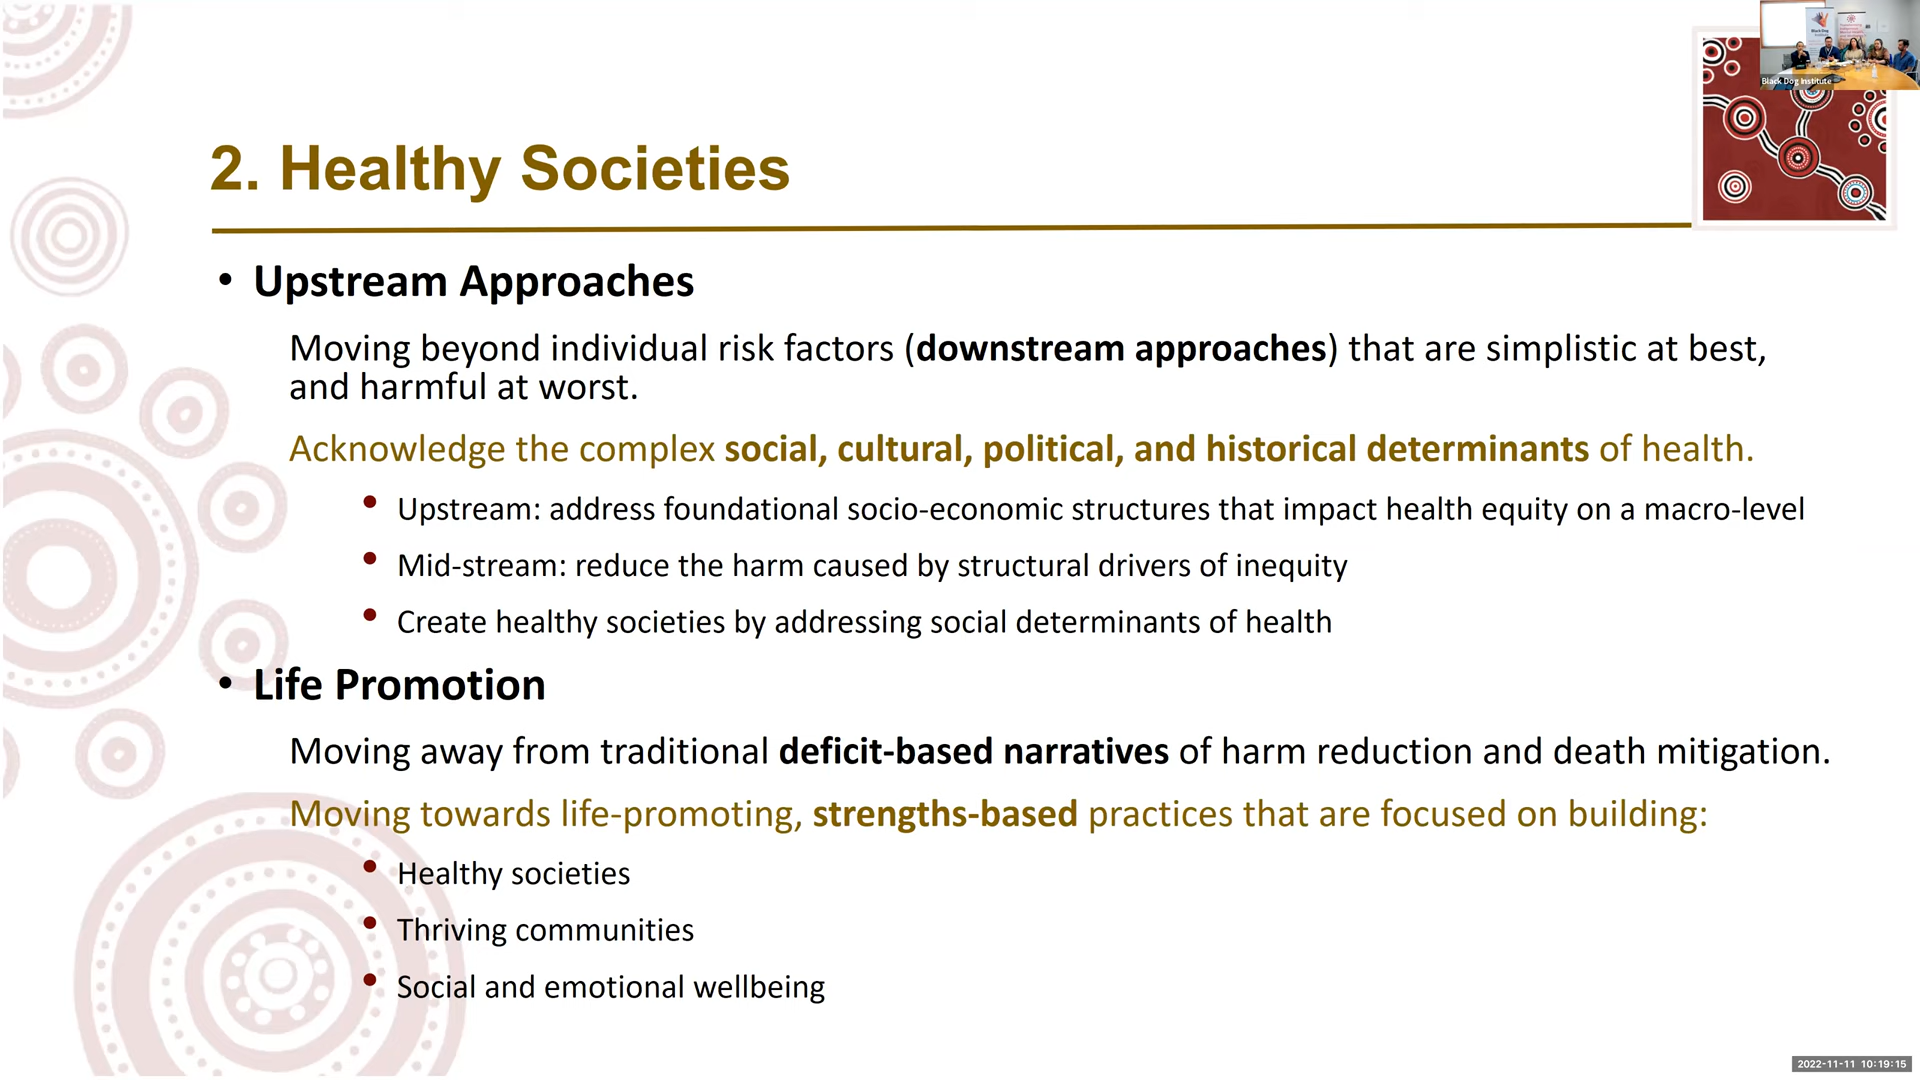 Black Dog Institute
2. Healthy Societies
• Upstream Approaches
Moving beyond individual risk factors (downstream approaches) that are simplistic at best,
and harmful at worst.
Acknowledge the complex social, cultural, political, and historical determinants of health.
• Upstream: address foundational socio-economic structures that impact health equity on a macro-level
• Mid-stream: reduce the harm caused by structural drivers of inequity
• Create healthy societies by addressing social determinants of health
• Life Promotion
Moving away from traditional deficit-based narratives of harm reduction and death mitigation.
Moving towards life-promoting, strengths-based practices that are focused on building:
• Healthy societies
• Thriving communities
• Social and emotional wellbeing
2022-11-11 10:19:15